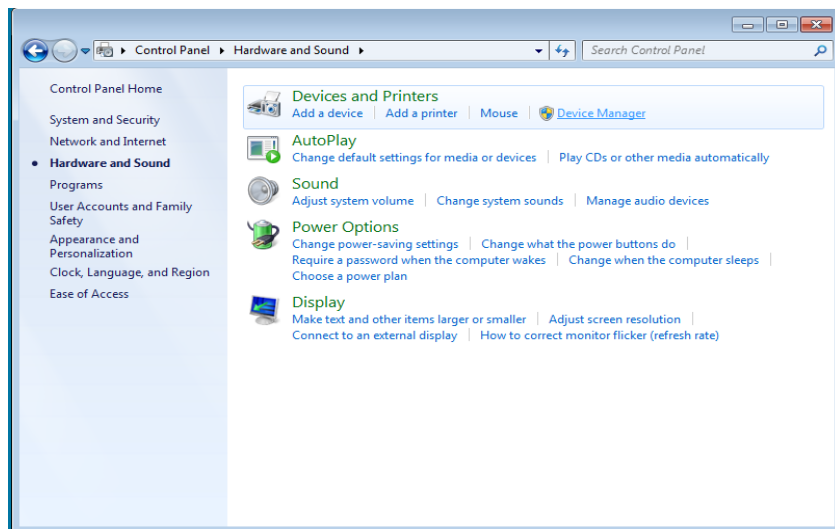 Control Panel Hardware and Sound
Search Control Panel
Control Panel Home
System and Security
Network and Internet
Hardware and Sound
Programs
User Accounts and Family
Safety
Appearance and
Personalization
Clock, Language, and Region
Ease of Access
Devices and Printers
Add a device Add a printer Mouse Device Manager
AutoPlay
Change default settings for media or devices Play CDs or other media automatically
Sound
Adjust system volume Change system sounds Manage audio devices
Power Options
Change power-saving settings Change what the power buttons do
Require a password when the computer wakes Change when the computer sleeps
Choose a power plan
Display
Make text and other items larger or smaller Adjust screen resolution
Connect to an external display How to correct monitor flicker (refresh rate)